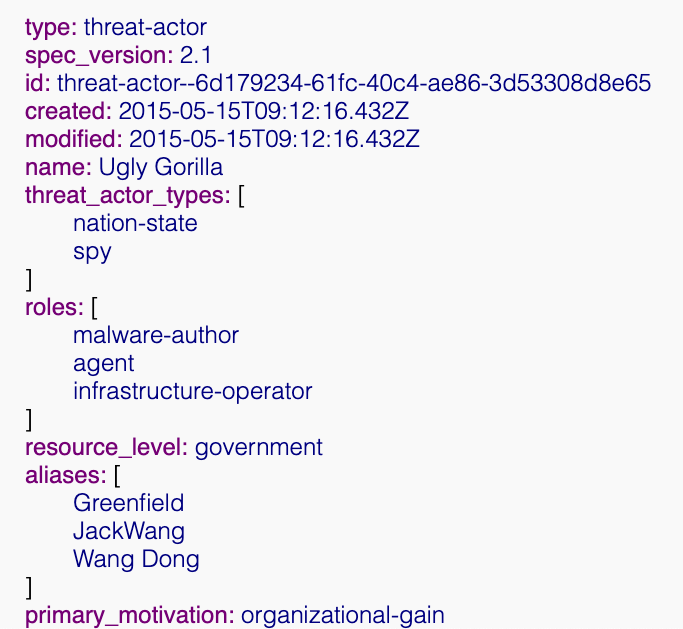 type: threat-actor
spec_version: 2.1
id: threat-actor--6d179234-61fc-40c4-ae86-3d53308d8e65
created: 2015-05-15T09:12:16.432Z
modified: 2015-05-15T09:12:16.432Z
name: Ugly Gorilla
threat_actor_types: [
nation-state
spy
]
roles: [
malware-author
agent
infrastructure-operator
]
resource_level: government
aliases: [
Greenfield
JackWang
Wang Dong
]
primary_motivation: organizational-gain